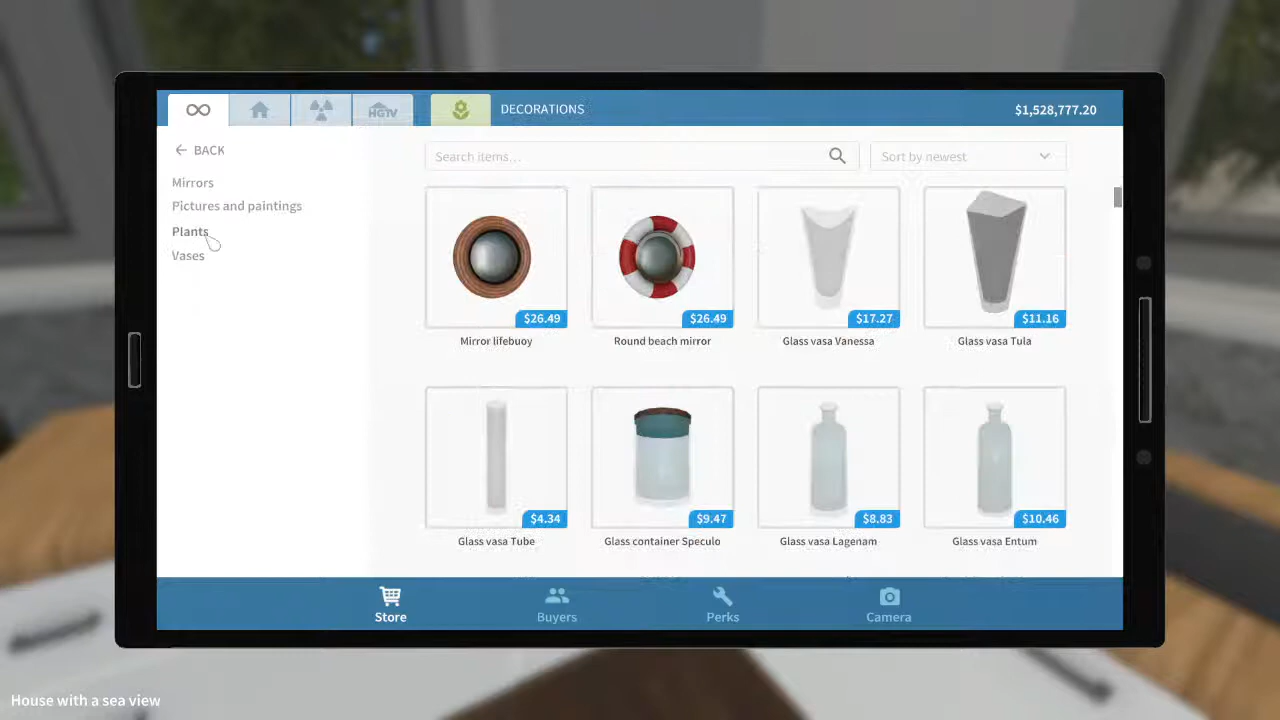 HGTV
DECORATIONS
$1,528,777.20
BACK
Search items...
Sort by newest
Mirrors
Pictures and paintings
Plants
Vases
$26.49
$26.49
$17.27
$11.16
Mirror lifebuoy
Round beach mirror
Glass vasa Vanessa
Glass vasa Tula
$4.34
$9.47
$8.83
$10.46
Glass vasa Tube
Glass container Speculo
Glass vasa Lagenam
Glass vasa Entum
Store
Buyers
Perks
Camera
House with a sea view